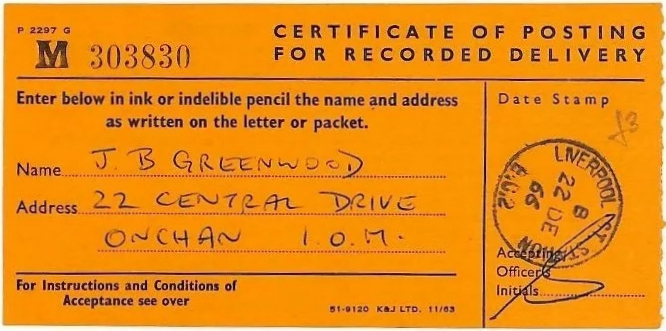 P 2297 G
M 303830
CERTIFICATE OF POSTING
FOR RECORDED DELIVERY
Enter below in ink or indelible pencil the name and address
as written on the letter or packet.
Name J. B GREENWOOD
Address 22 CENTRAL DRIVE
ONCHAN I.O.M.
For Instructions and Conditions of
Acceptance see over
51-9120 K&J LTD. 11/63
Date Stamp
LIVERPOOL
B
22 DE
66
Accepting
Officer's
Initials